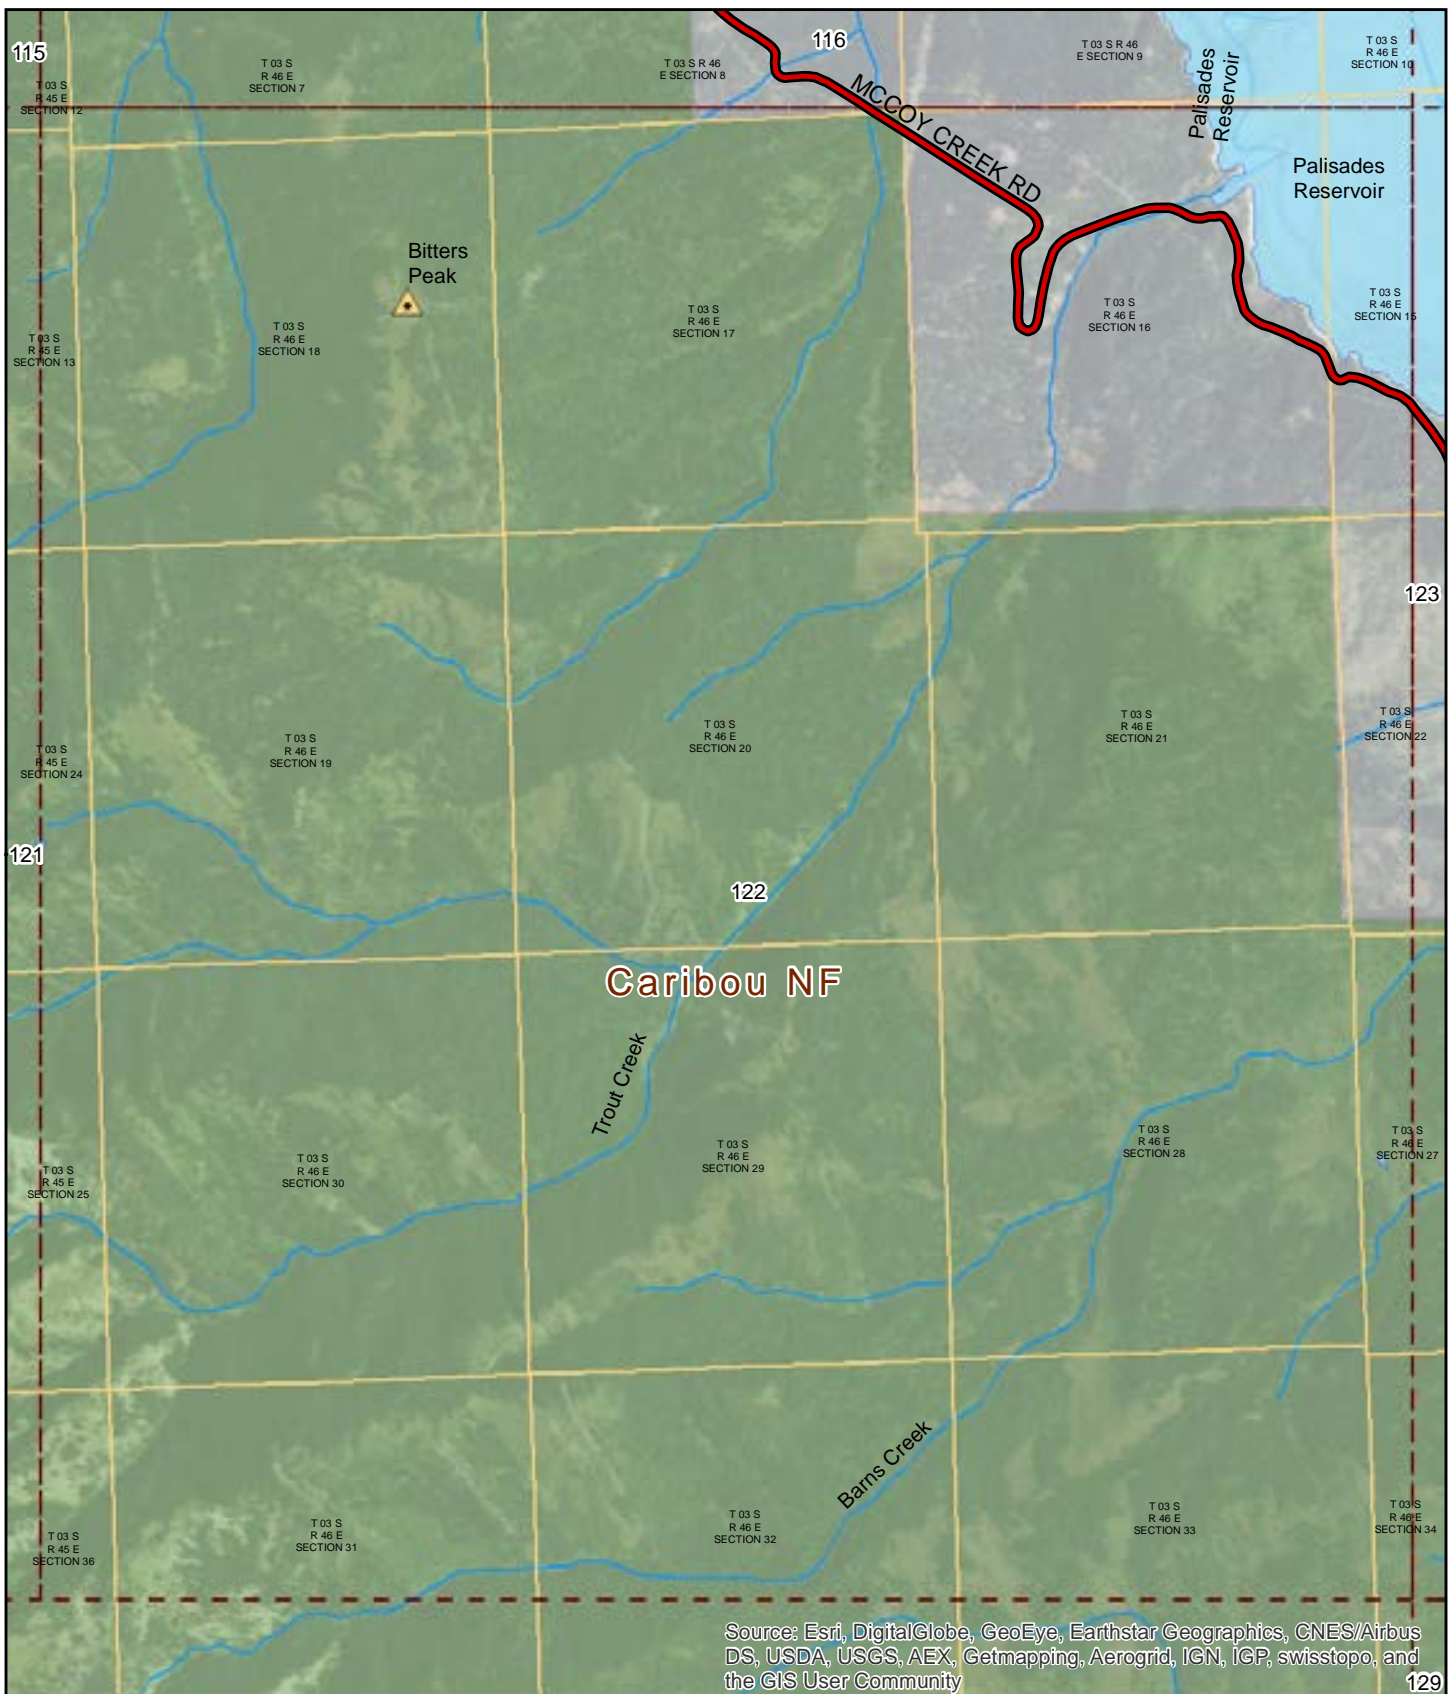 115
116
T 03 S
R 45 E
SECTION 12
T 03 S
R 46 E
SECTION 7
T 03 S R 46
E SECTION 8
T 03 S R 46
E SECTION 9
T 03 S
R 46 E
SECTION 10
MCCOY CREEK RD
Palisades
Reservoir
Palisades
Reservoir
Bitters
Peak
T 03 S
R 45 E
SECTION 13
T 03 S
R 46 E
SECTION 18
T 03 S
R 46 E
SECTION 17
T 03 S
R 46 E
SECTION 16
T 03 S
R 46 E
SECTION 15
123
T 03 S
R 45 E
SECTION 24
T 03 S
R 46 E
SECTION 19
T 03 S
R 46 E
SECTION 20
T 03 S
R 46 E
SECTION 21
T 03 S
R 46 E
SECTION 22
121
122
Caribou NF
Trout Creek
T 03 S
R 45 E
SECTION 25
T 03 S
R 46 E
SECTION 30
T 03 S
R 46 E
SECTION 29
T 03 S
R 46 E
SECTION 28
T 03 S
R 46 E
SECTION 27
Barns Creek
T 03 S
R 45 E
SECTION 36
T 03 S
R 46 E
SECTION 31
T 03 S
R 46 E
SECTION 32
T 03 S
R 46 E
SECTION 33
T 03 S
R 46 E
SECTION 34
Source: Esri, DigitalGlobe, GeoEye, Earthstar Geographics, CNES/Airbus
DS, USDA, USGS, AEX, Getmapping, Aerogrid, IGN, IGP, swisstopo, and
the GIS User Community
129